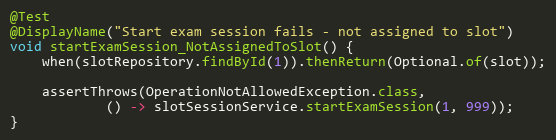 @Test
@DisplayName("Start exam session fails - not assigned to slot")
void startExamSession_NotAssignedToSlot() {
    when(slotRepository.findById(1)).thenReturn(Optional.of(slot));

    assertThrows(OperationNotAllowedException.class,
            () -> slotSessionService.startExamSession(1, 999));
}